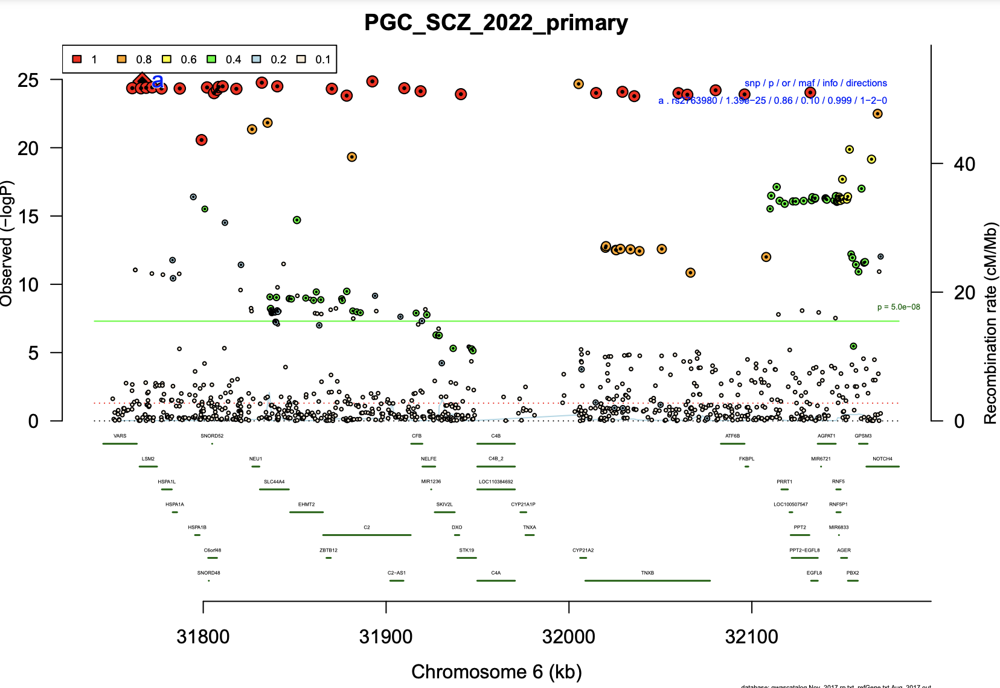 PGC_SCZ_2022_primary
1 0.8 0.6 0.4 0.2 0.1
25
20
15
10
5
0
Observed (−logP)
a
snp / p / or / maf / info / directions
a . rs2763980 / 1.39e−25 / 0.86 / 0.10 / 0.999 / 1−2−0
40
20
0
Recombination rate (cM/Mb)
p = 5.0e−08
VARS SNORD52 CFB C4B ATF6B AGPAT1 GPSM3
LSM2 NEU1 NELFE C4B_2 FKBPL MIR6721 NOTCH4
HSPA1L SLC44A4 MIR1236 LOC110384692 PRRT1 RNF5
HSPA1A EHMT2 SKIV2L CYP21A1P LOC100507547 RNF5P1
HSPA1B C2 DXO TNXA PPT2 MIR6833
C6orf48 ZBTB12 STK19 CYP21A2 PPT2−EGFL8 AGER
SNORD48 C2−AS1 C4A TNXB EGFL8 PBX2
31800 31900 32000 32100
Chromosome 6 (kb)